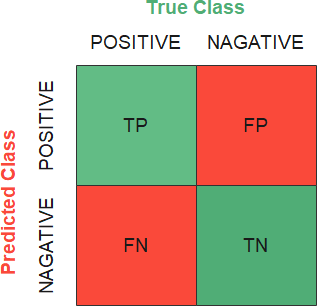 True Class
POSITIVE NAGATIVE
Predicted Class
POSITIVE
TP FP
NAGATIVE
FN TN